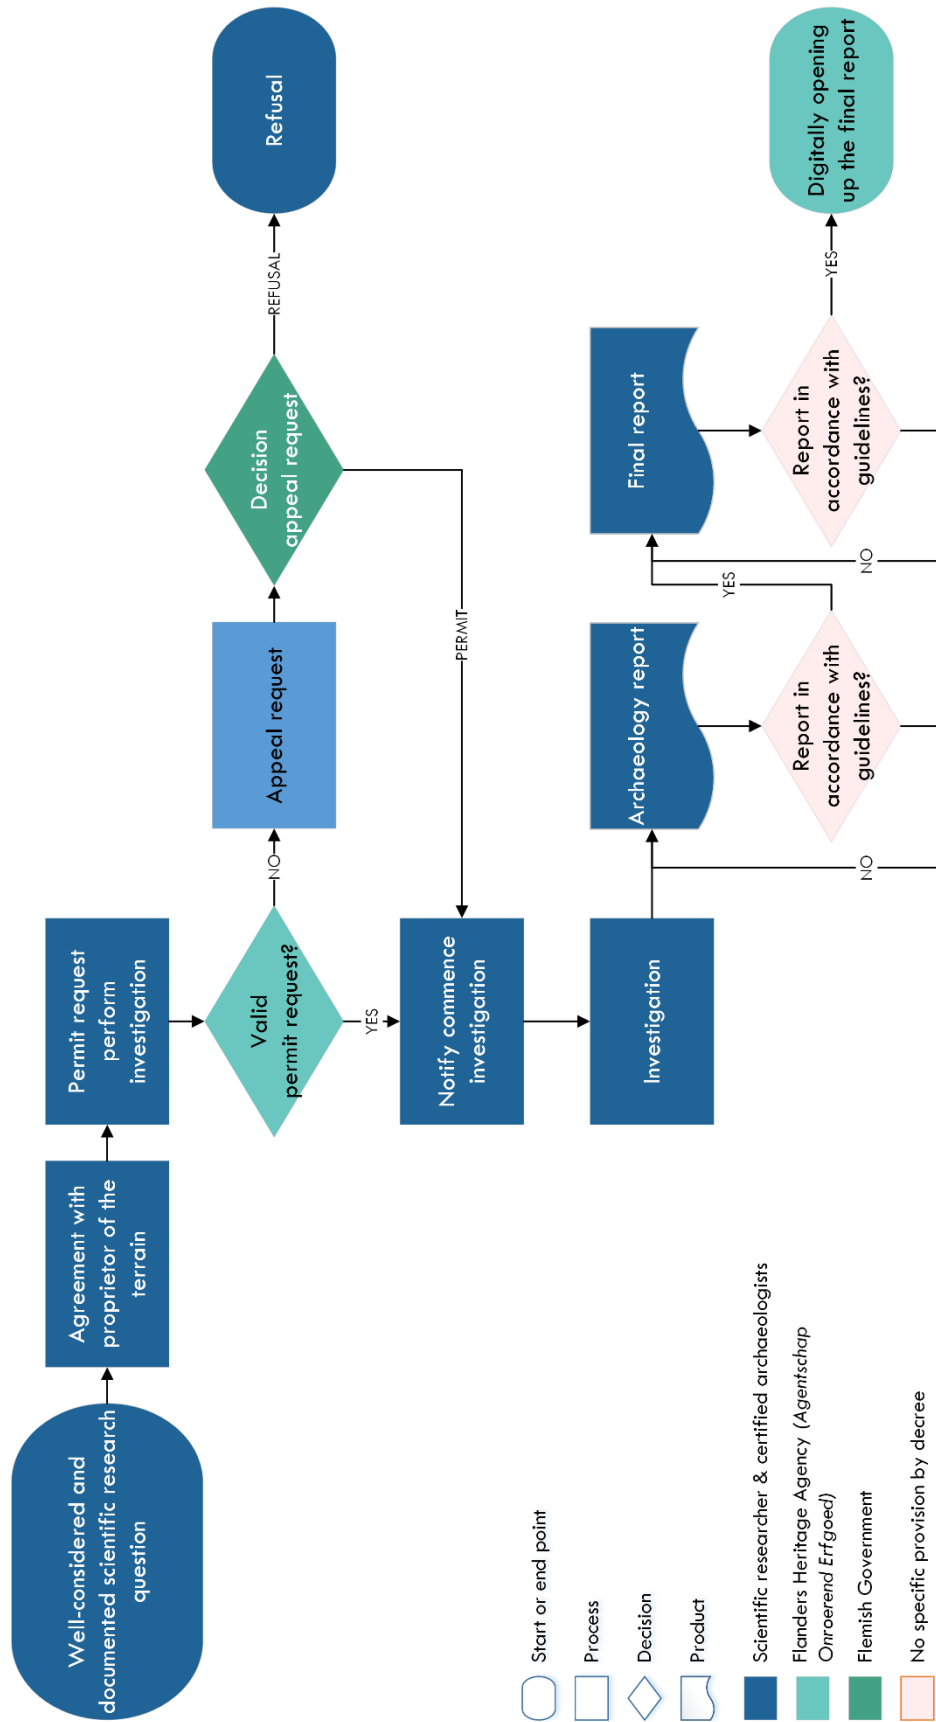 Well-considered and
documented scientific research
question
Agreement with
proprietor of the
terrain
Permit request
perform
investigation
Valid
permit request?
NO
Appeal request
Decision
appeal request
REFUSAL
Refusal
YES
PERMIT
Notify commence
investigation
Investigation
Archaeology report
Report in
accordance with
guidelines?
NO
YES
Final report
Report in
accordance with
guidelines?
NO
YES
Digitally opening
up the final report
Start or end point
Process
Decision
Product
Scientific researcher & certified archaeologists
Flanders Heritage Agency (Agentschap
Onroerend Erfgoed)
Flemish Government
No specific provision by decree